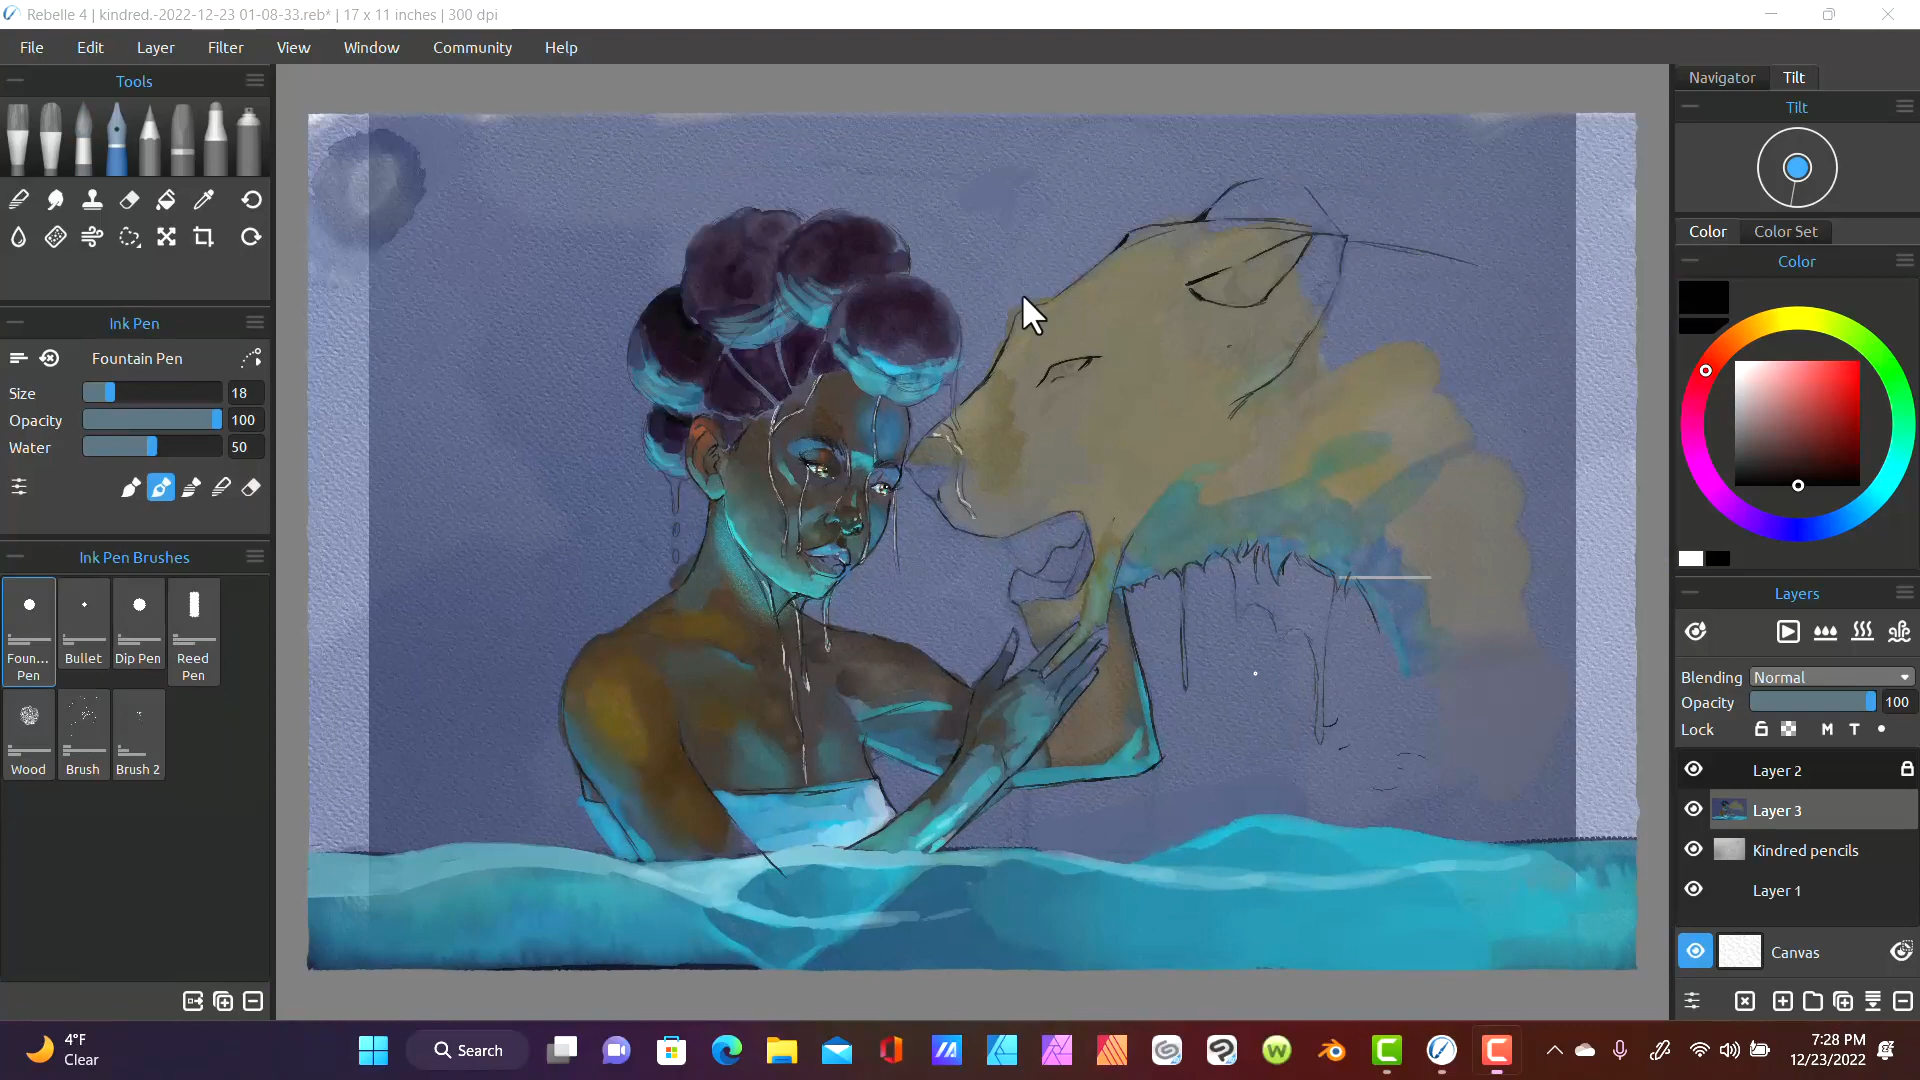 Rebelle 4 | kindred.-2022-12-23 01-08-33.reb* | 17 x 11 inches | 300 dpi
File Edit Layer Filter View Window Community Help
Tools
Ink Pen
Fountain Pen
Size 18
Opacity 100
Water 50
Ink Pen Brushes
Foun... Pen
Bullet
Dip Pen
Reed Pen
Wood
Brush
Brush 2
Navigator Tilt
Tilt
Color Color Set
Color
Layers
Blending Normal
Opacity 100
Lock M T
Layer 2
Layer 3
Kindred pencils
Layer 1
Canvas
4°F
Clear
Search
7:28 PM
12/23/2022